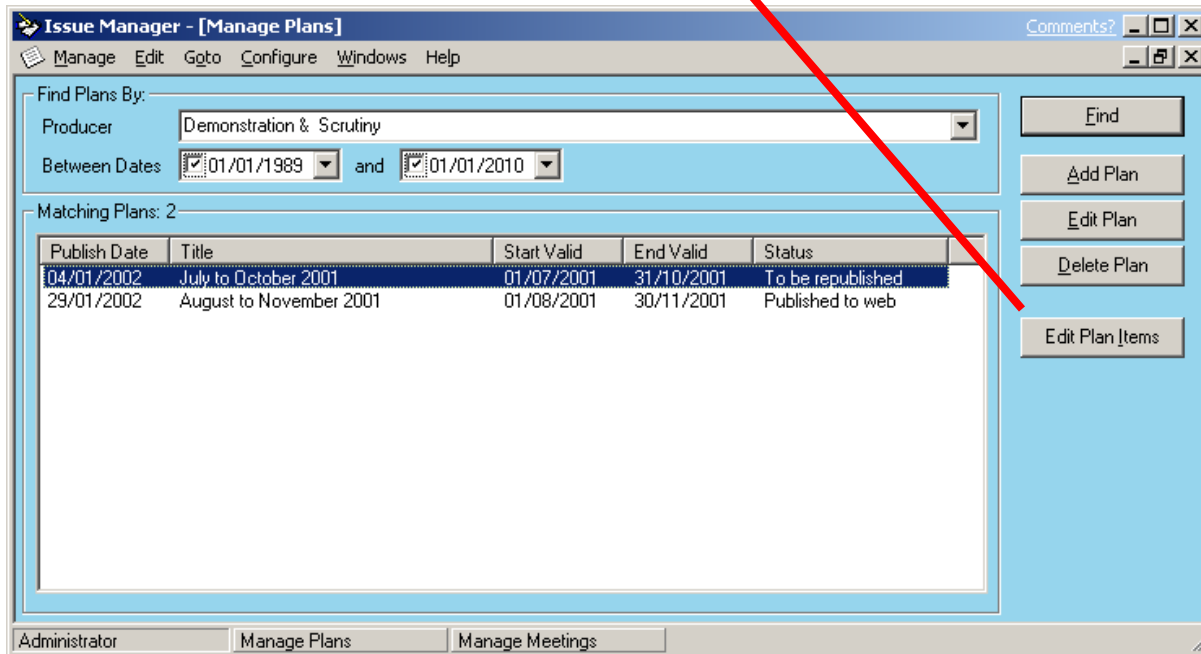 Issue Manager - [Manage Plans] Comments?
Manage Edit Goto Configure Windows Help
Find Plans By:
Producer Demonstration & Scrutiny
Between Dates 01/01/1989 and 01/01/2010
Find
Add Plan
Edit Plan
Delete Plan
Edit Plan Items
Matching Plans: 2
Publish Date Title Start Valid End Valid Status
04/01/2002 July to October 2001 01/07/2001 31/10/2001 To be republished
29/01/2002 August to November 2001 01/08/2001 30/11/2001 Published to web
Administrator Manage Plans Manage Meetings